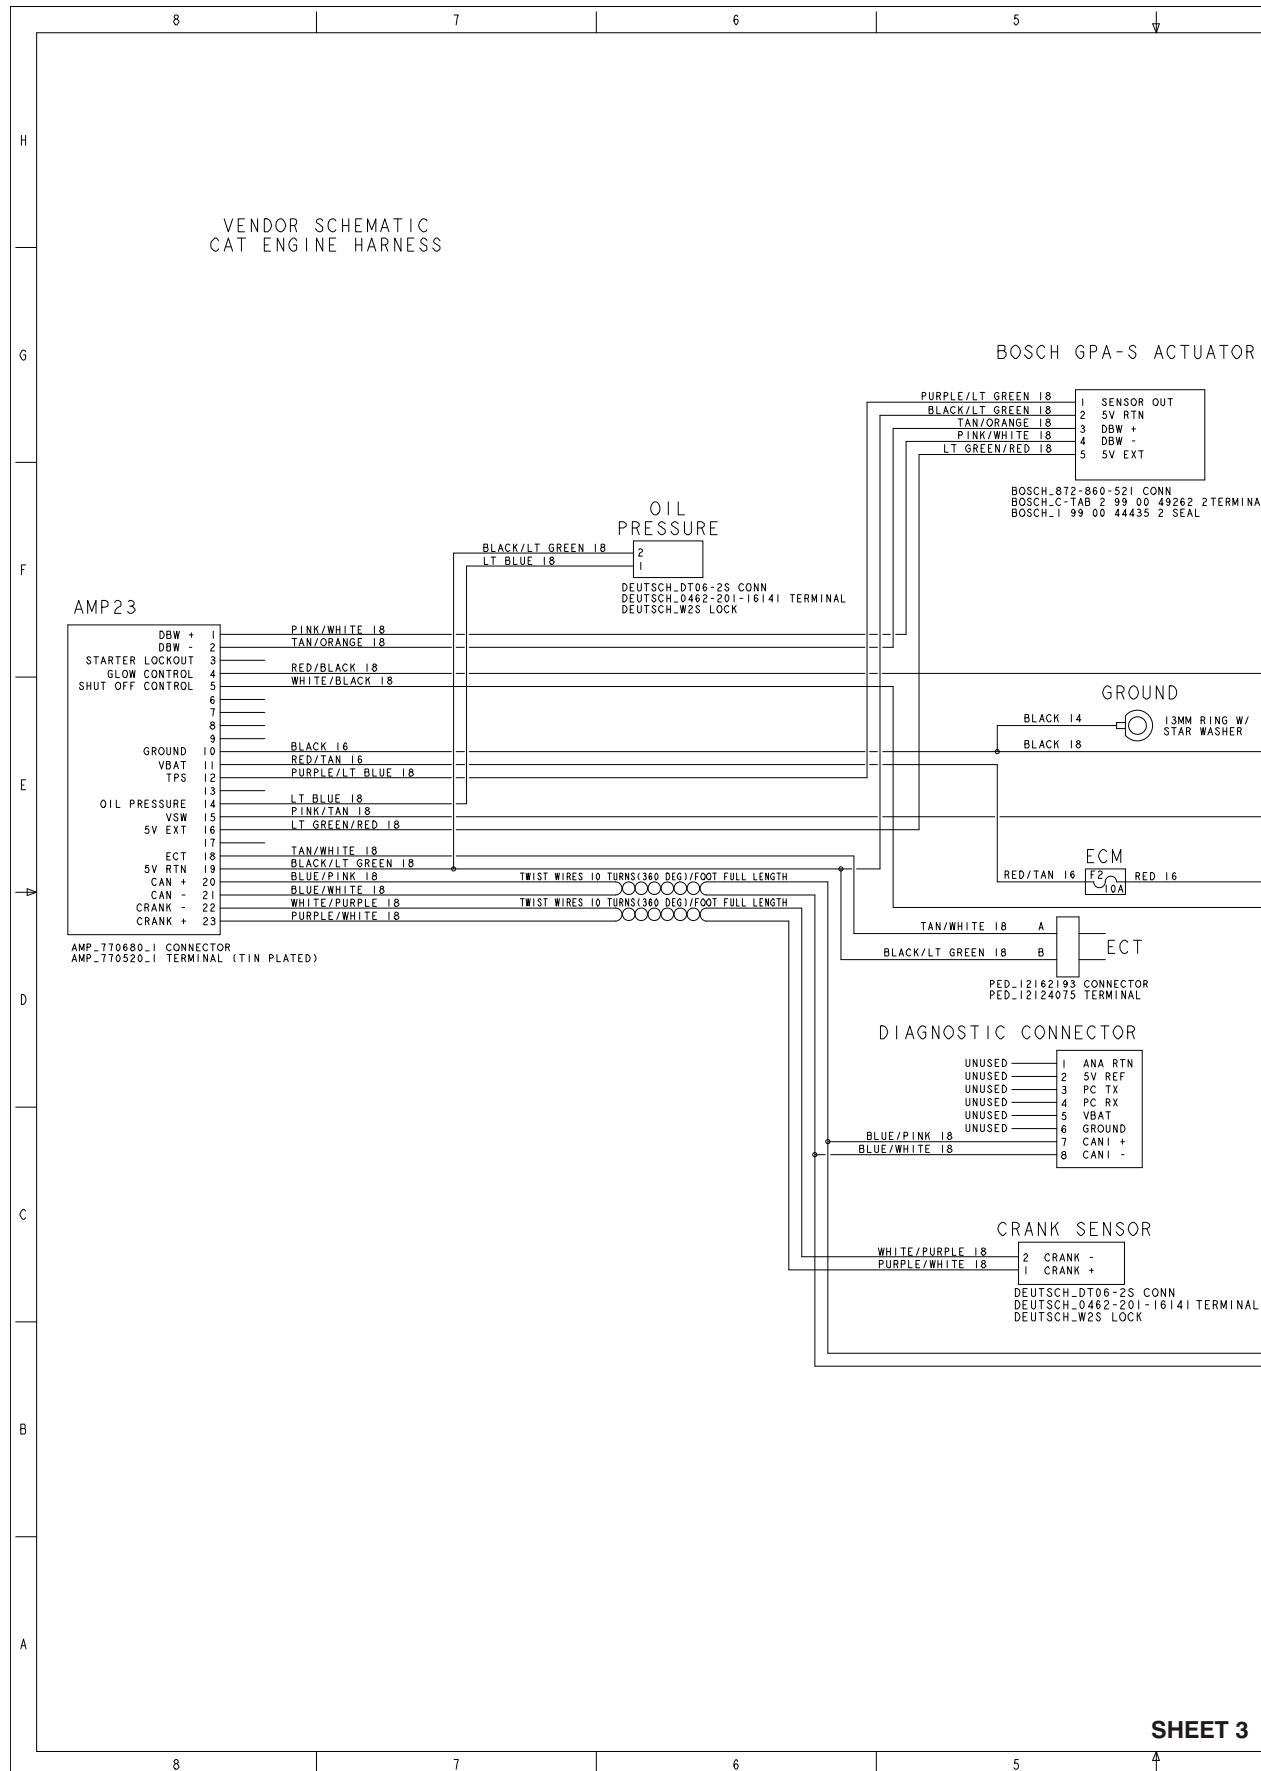 8 7 6 5
H
VENDOR SCHEMATIC
CAT ENGINE HARNESS
G
BOSCH GPA-S ACTUATOR
PURPLE/LT GREEN 18 1 SENSOR OUT
BLACK/LT GREEN 18 2 5V RTN
TAN/ORANGE 18 3 DBW +
PINK/WHITE 18 4 DBW -
LT GREEN/RED 18 5 5V EXT
BOSCH_872-860-521 CONN
BOSCH_C-TAB 2 99 00 49262 2TERMINA
BOSCH_1 99 00 44435 2 SEAL
OIL
PRESSURE
BLACK/LT GREEN 18 2
LT BLUE 18 1
F
DEUTSCH_DT06-2S CONN
DEUTSCH_0462-201-16141 TERMINAL
DEUTSCH_W2S LOCK
AMP23
DBW + 1 PINK/WHITE 18
DBW - 2 TAN/ORANGE 18
STARTER LOCKOUT 3
GLOW CONTROL 4 RED/BLACK 18
SHUT OFF CONTROL 5 WHITE/BLACK 18
6
7
8
9
GROUND 10 BLACK 16
VBAT 11 RED/TAN 16
TPS 12 PURPLE/LT BLUE 18
13
OIL PRESSURE 14 LT BLUE 18
VSW 15 PINK/TAN 18
5V EXT 16 LT GREEN/RED 18
17
ECT 18 TAN/WHITE 18
5V RTN 19 BLACK/LT GREEN 18
CAN + 20 BLUE/PINK 18 TWIST WIRES 10 TURNS(360 DEG)/FOOT FULL LENGTH
CAN - 21 BLUE/WHITE 18
CRANK - 22 WHITE/PURPLE 18 TWIST WIRES 10 TURNS(360 DEG)/FOOT FULL LENGTH
CRANK + 23 PURPLE/WHITE 18
AMP_770680_1 CONNECTOR
AMP_770520_1 TERMINAL (TIN PLATED)
GROUND
BLACK 14 13MM RING W/
STAR WASHER
BLACK 18
E
ECM
RED/TAN 16 F2 RED 16
10A
TAN/WHITE 18 A
ECT
BLACK/LT GREEN 18 B
PED_12162193 CONNECTOR
PED_12124075 TERMINAL
D
DIAGNOSTIC CONNECTOR
UNUSED 1 ANA RTN
UNUSED 2 5V REF
UNUSED 3 PC TX
UNUSED 4 PC RX
UNUSED 5 VBAT
UNUSED 6 GROUND
BLUE/PINK 18 7 CAN1 +
BLUE/WHITE 18 8 CAN1 -
C
CRANK SENSOR
WHITE/PURPLE 18 2 CRANK -
PURPLE/WHITE 18 1 CRANK +
DEUTSCH_DT06-2S CONN
DEUTSCH_0462-201-16141 TERMINAL
DEUTSCH_W2S LOCK
B
A
SHEET 3
8 7 6 5